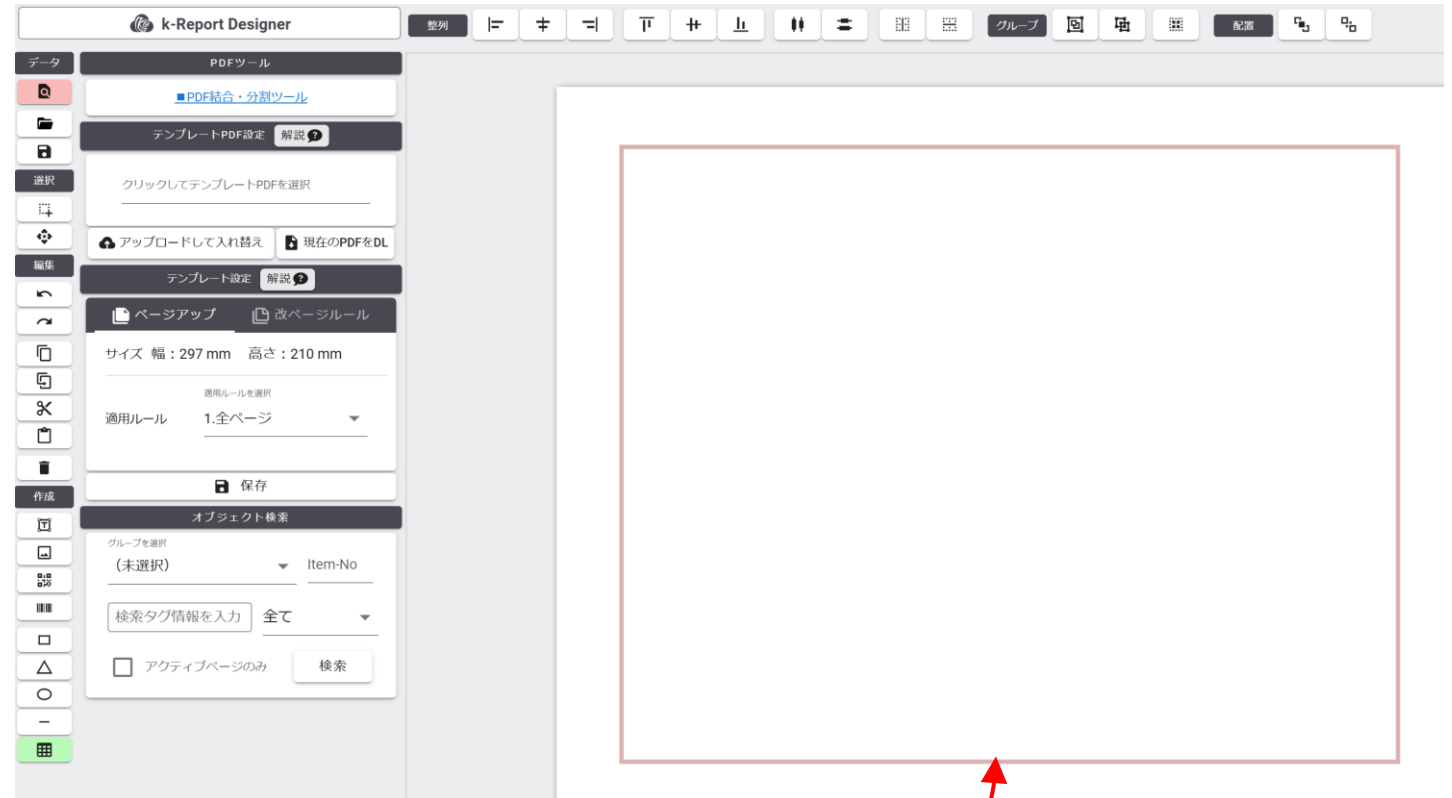 k-Report Designer
整列
グループ
配置
データ
PDFツール
■PDF結合・分割ツール
テンプレートPDF設定 解説
クリックしてテンプレートPDFを選択
選択
アップロードして入れ替え 現在のPDFをDL
編集
テンプレート設定 解説
ページアップ 改ページルール
サイズ 幅：297 mm 高さ：210 mm
適用ルールを選択
適用ルール 1.全ページ
保存
作成
オブジェクト検索
グループを選択
（未選択） Item-No
検索タグ情報を入力 全て
アクティブページのみ 検索